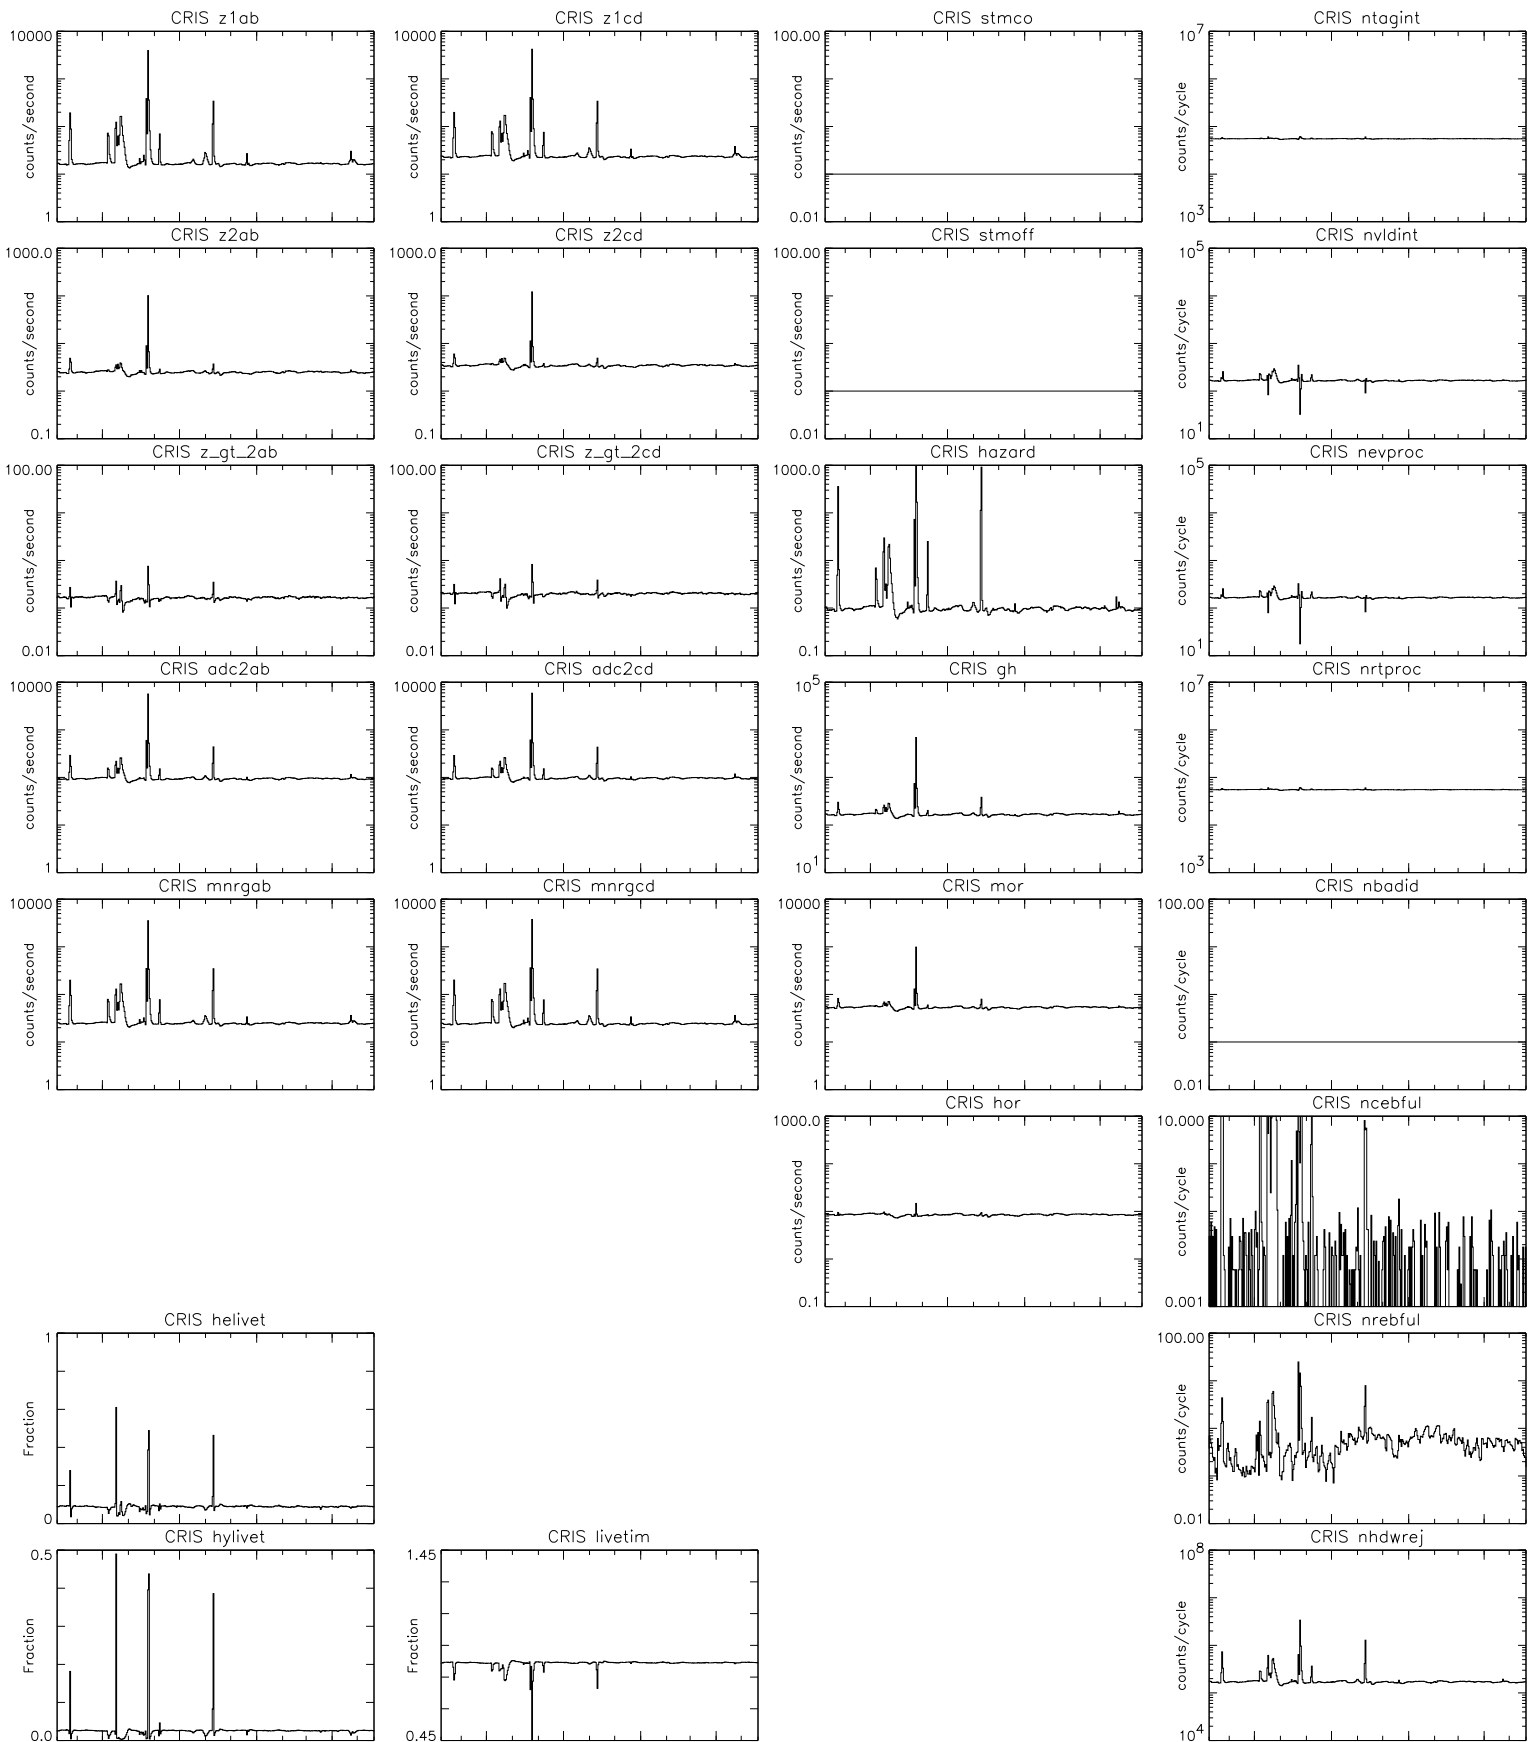 CRIS z1ab
10000
counts/second
1
CRIS z1cd
10000
counts/second
1
CRIS stmco
100.00
counts/second
0.01
CRIS ntagint
10^7
counts/cycle
10^3
CRIS z2ab
1000.0
counts/second
0.1
CRIS z2cd
1000.0
counts/second
0.1
CRIS stmoff
100.00
counts/second
0.01
CRIS nvldint
10^5
counts/cycle
10^1
CRIS z_gt_2ab
100.00
counts/second
0.01
CRIS z_gt_2cd
100.00
counts/second
0.01
CRIS hazard
1000.0
counts/second
0.1
CRIS nevproc
10^5
counts/cycle
10^1
CRIS adc2ab
10000
counts/second
1
CRIS adc2cd
10000
counts/second
1
CRIS gh
10^5
counts/second
10^1
CRIS nrtproc
10^7
counts/cycle
10^3
CRIS mnrgab
10000
counts/second
1
CRIS mnrgcd
10000
counts/second
1
CRIS mor
10000
counts/second
1
CRIS nbadid
100.00
counts/cycle
0.01
CRIS hor
1000.0
counts/second
0.1
CRIS ncebful
10.000
counts/cycle
0.001
CRIS helivet
1
Fraction
0
CRIS nrebful
100.00
counts/cycle
0.01
CRIS hylivet
0.5
Fraction
0.0
CRIS livetim
1.45
Fraction
0.45
CRIS nhdwrej
10^8
counts/cycle
10^4